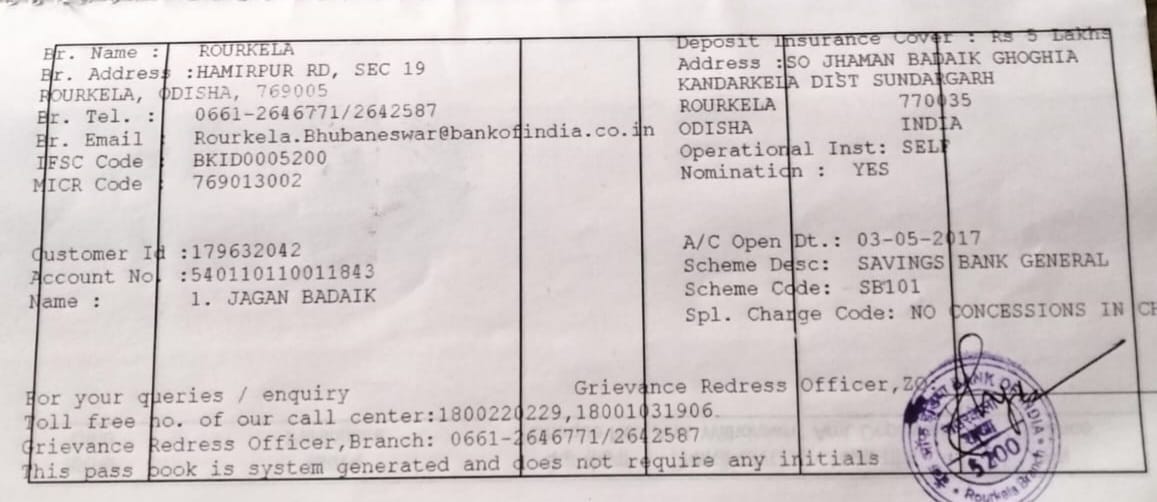 Br. Name : ROURKELA
Br. Address :HAMIRPUR RD, SEC 19
ROURKELA, ODISHA, 769005
Br. Tel. : 0661-2646771/2642587
Br. Email : Rourkela.Bhubaneswar@bankofindia.co.in
IFSC Code : BKID0005200
MICR Code : 769013002
Customer Id :179632042
Account No. :540110110011843
Name : 1. JAGAN BADAIK
Deposit Insurance Cover : Rs 5 Lakhs
Address :SO JHAMAN BADAIK GHOGHIA
KANDARKELA DIST SUNDARGARH
ROURKELA 770035
ODISHA INDIA
Operational Inst: SELF
Nomination : YES
A/C Open Dt.: 03-05-2017
Scheme Desc: SAVINGS BANK GENERAL
Scheme Code: SB101
Spl. Charge Code: NO CONCESSIONS IN CH
For your queries / enquiry
Grievance Redress Officer,ZO:
Toll free no. of our call center:1800220229,18001031906.
Grievance Redress Officer,Branch: 0661-2646771/2642587
This pass book is system generated and does not require any initials
BANK OF INDIA
5200
Rourkela Branch